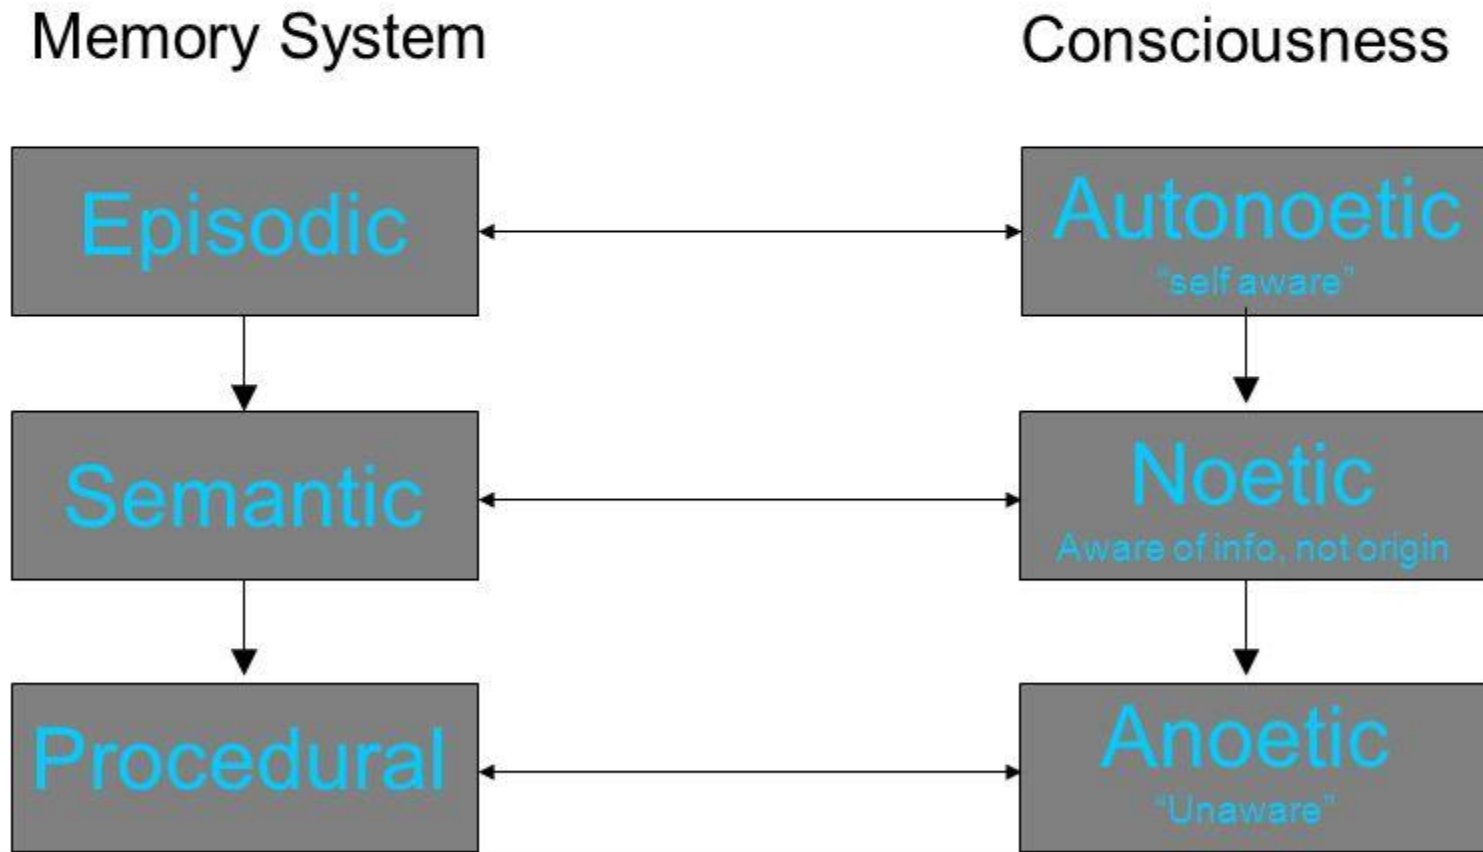 Memory System
Consciousness
Episodic
Autonoetic
“self aware”
Semantic
Noetic
Aware of info, not origin
Procedural
Anoetic
“Unaware”